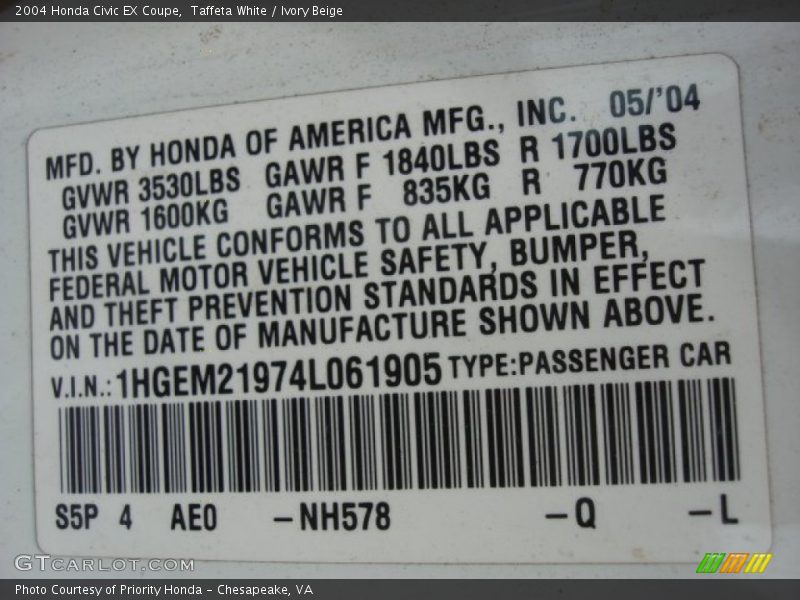 2004 Honda Civic EX Coupe,  Taffeta White / Ivory Beige
MFD. BY HONDA OF AMERICA MFG., INC. 05/'04
GVWR 3530LBS GAWR F 1840LBS R 1700LBS
GVWR 1600KG GAWR F 835KG R 770KG
THIS VEHICLE CONFORMS TO ALL APPLICABLE
FEDERAL MOTOR VEHICLE SAFETY, BUMPER,
AND THEFT PREVENTION STANDARDS IN EFFECT
ON THE DATE OF MANUFACTURE SHOWN ABOVE.
V.I.N.: 1HGEM21974L061905 TYPE:PASSENGER CAR
S5P 4 AE0 -NH578 -Q -L
GTCARLOT.COM
Photo Courtesy of Priority Honda - Chesapeake, VA